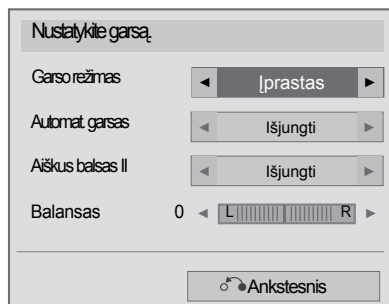 Nustatykite garsą.
Garso režimas ◄ Įprastas ►
Automat. garsas ◄ Išjungti ►
Aiškus balsas II ◄ Išjungti ►
Balansas 0 ◄ L R ►
Ankstesnis